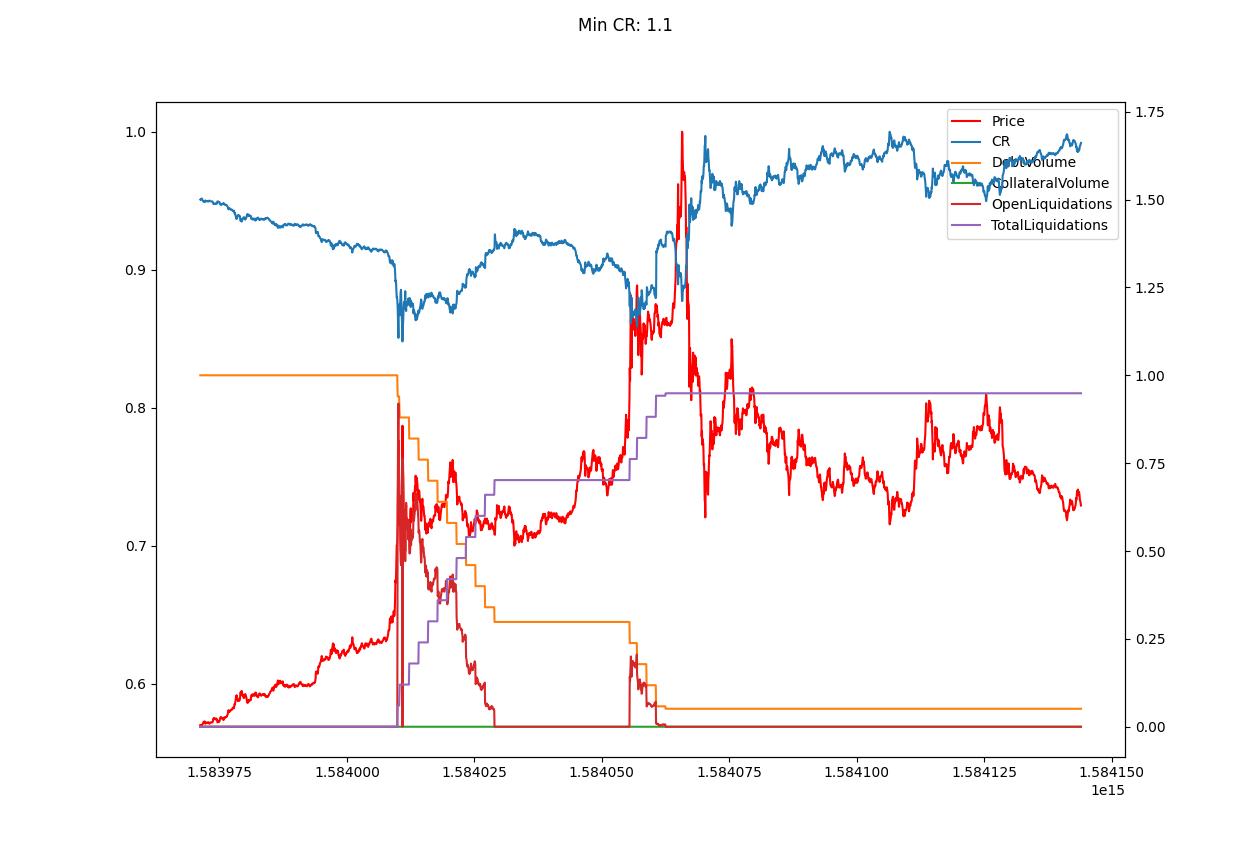 Min CR: 1.1
1.0
0.9
0.8
0.7
0.6
1.75
1.50
1.25
1.00
0.75
0.50
0.25
0.00
Price
CR
DebtVolume
CollateralVolume
OpenLiquidations
TotalLiquidations
1.583975 1.584000 1.584025 1.584050 1.584075 1.584100 1.584125 1.584150
1e15